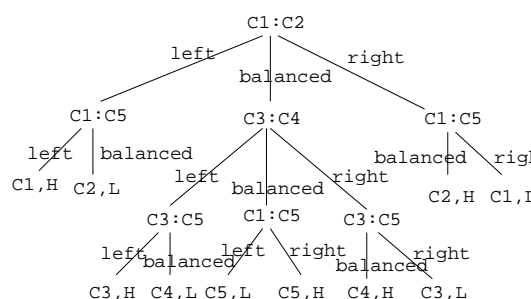 C1:C2
left balanced right
C1:C5 C3:C4 C1:C5
left balanced left balanced right balanced right
C1,H C2,L C2,H C1,L
C3:C5 C1:C5 C3:C5
left balanced left right balanced right
C3,H C4,L C5,L C5,H C4,H C3,L